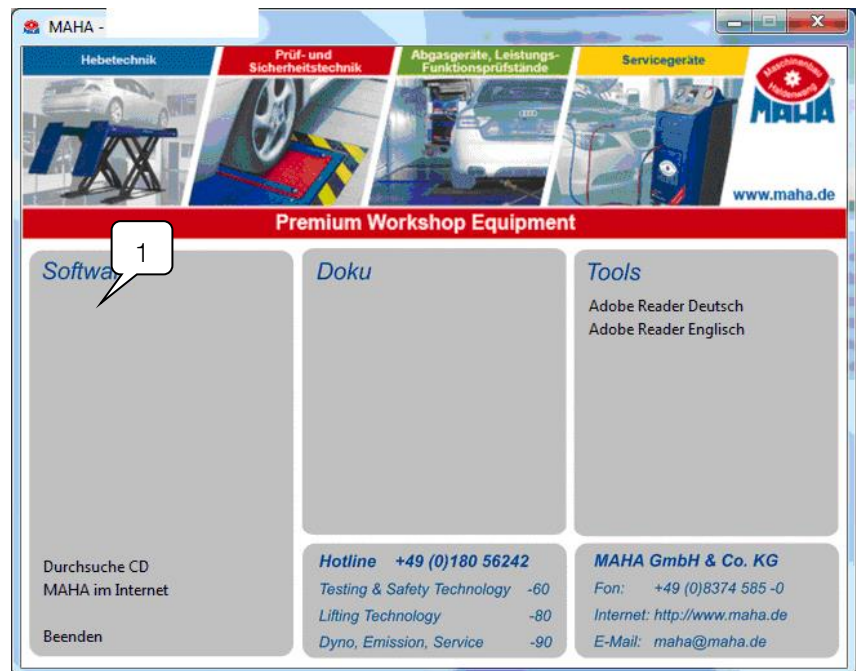 MAHA -
Hebetechnik
Prüf- und
Sicherheitstechnik
Abgasgeräte, Leistungs-
Funktionsprüfstände
Servicegeräte
Maschinenbau
Haldenwang
MAHA
www.maha.de
Premium Workshop Equipment
1
Doku
Tools
Adobe Reader Deutsch
Adobe Reader Englisch
Durchsuche CD
MAHA im Internet
Beenden
Hotline +49 (0)180 56242
Testing & Safety Technology -60
Lifting Technology -80
Dyno, Emission, Service -90
MAHA GmbH & Co. KG
Fon: +49 (0)8374 585 -0
Internet: http://www.maha.de
E-Mail: maha@maha.de